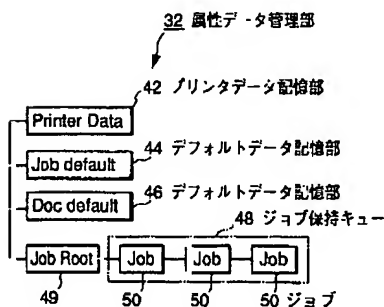 32 属性データ管理部
42 プリンタデータ記憶部
Printer Data
44 デフォルトデータ記憶部
Job default
46 デフォルトデータ記憶部
Doc default
48 ジョブ保持キュー
Job Root Job Job Job
49 50 50 50 ジョブ